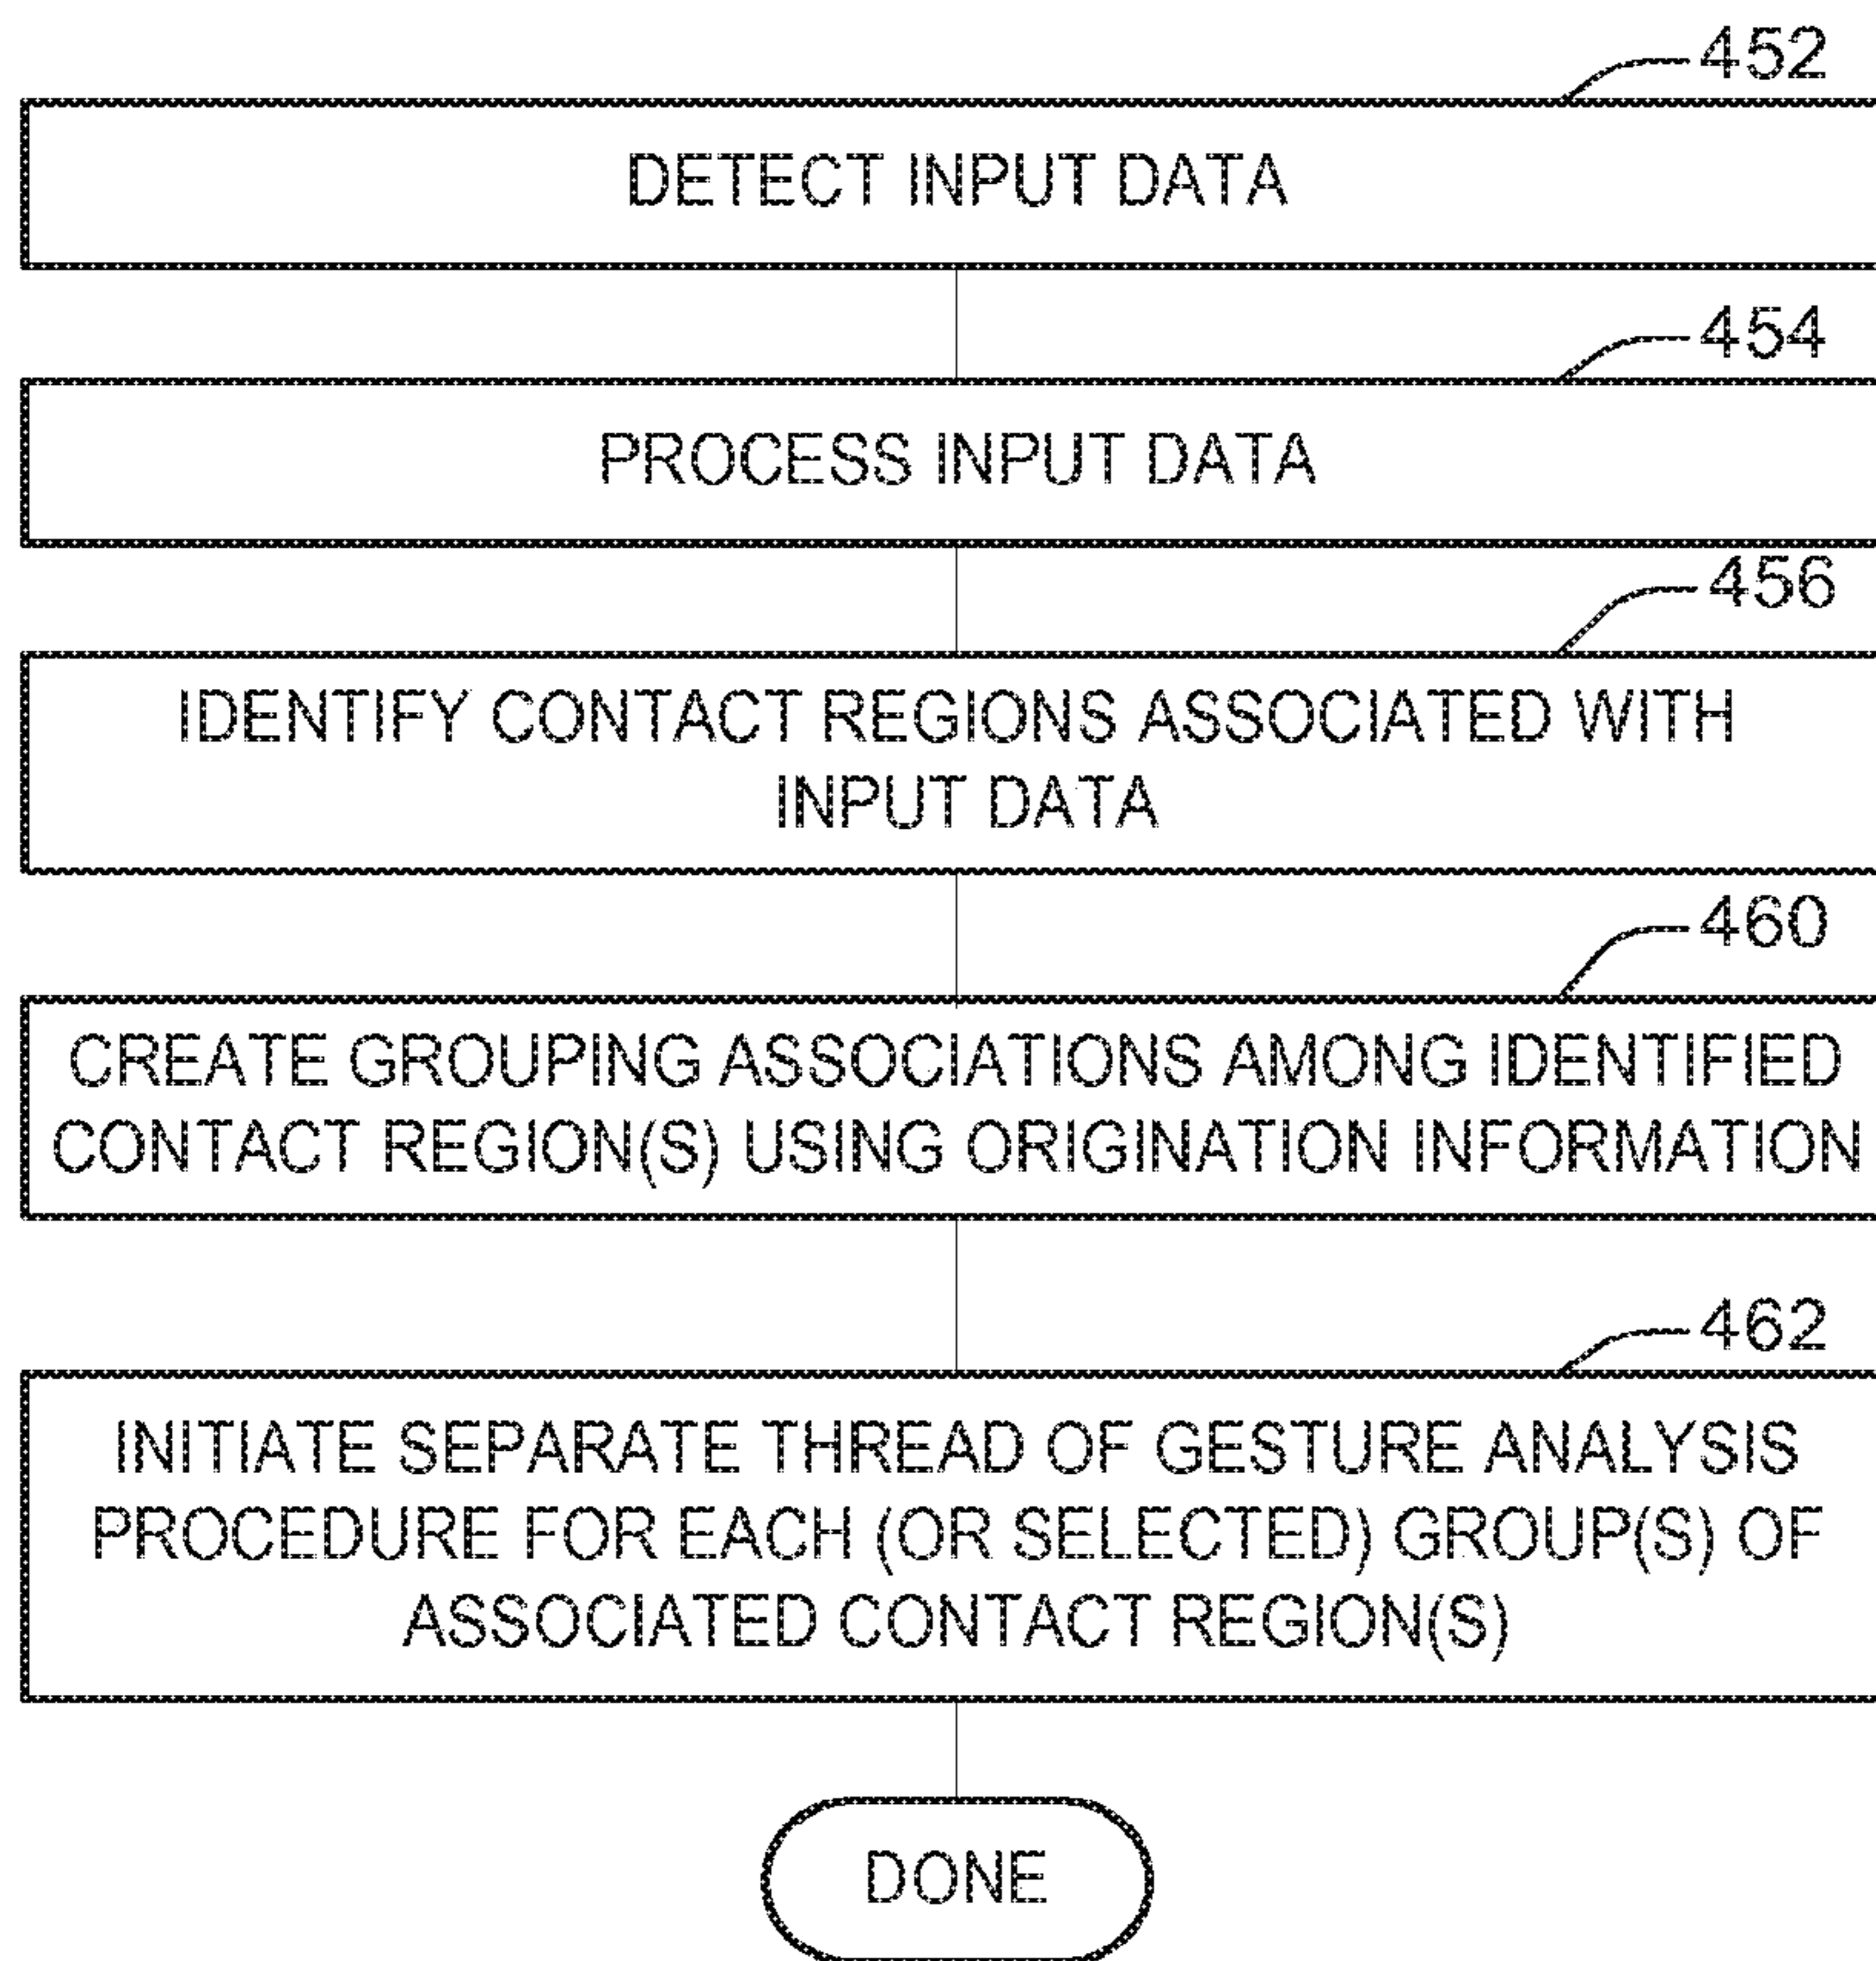 452
DETECT INPUT DATA
454
PROCESS INPUT DATA
456
IDENTIFY CONTACT REGIONS ASSOCIATED WITH
INPUT DATA
460
CREATE GROUPING ASSOCIATIONS AMONG IDENTIFIED
CONTACT REGION(S) USING ORIGINATION INFORMATION
462
INITIATE SEPARATE THREAD OF GESTURE ANALYSIS
PROCEDURE FOR EACH (OR SELECTED) GROUP(S) OF
ASSOCIATED CONTACT REGION(S)
DONE